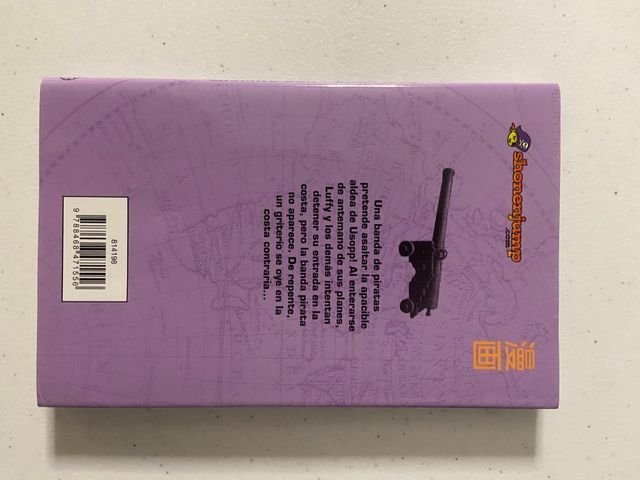 shonenjump
.com
漫画
Una banda de piratas
pretende asaltar la apacible
aldea de Usopp! Al enterarse
de antemano de sus planes,
Luffy y los demás intentan
detener su entrada en la
costa, pero la banda pirata
no aparece. De repente,
un griterío se oye en la
costa contraria...
814196
9788468471556